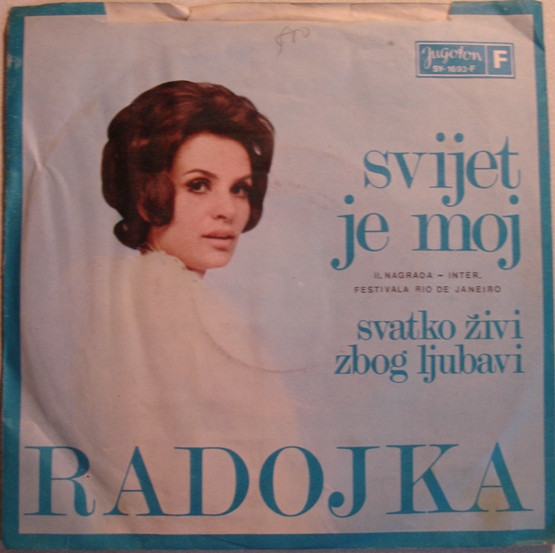 Jugoton F
SY-1693-F
svijet
je moj
II. NAGRADA – INTER.
FESTIVALA RIO DE JANEIRO
svatko živi
zbog ljubavi
RADOJKA